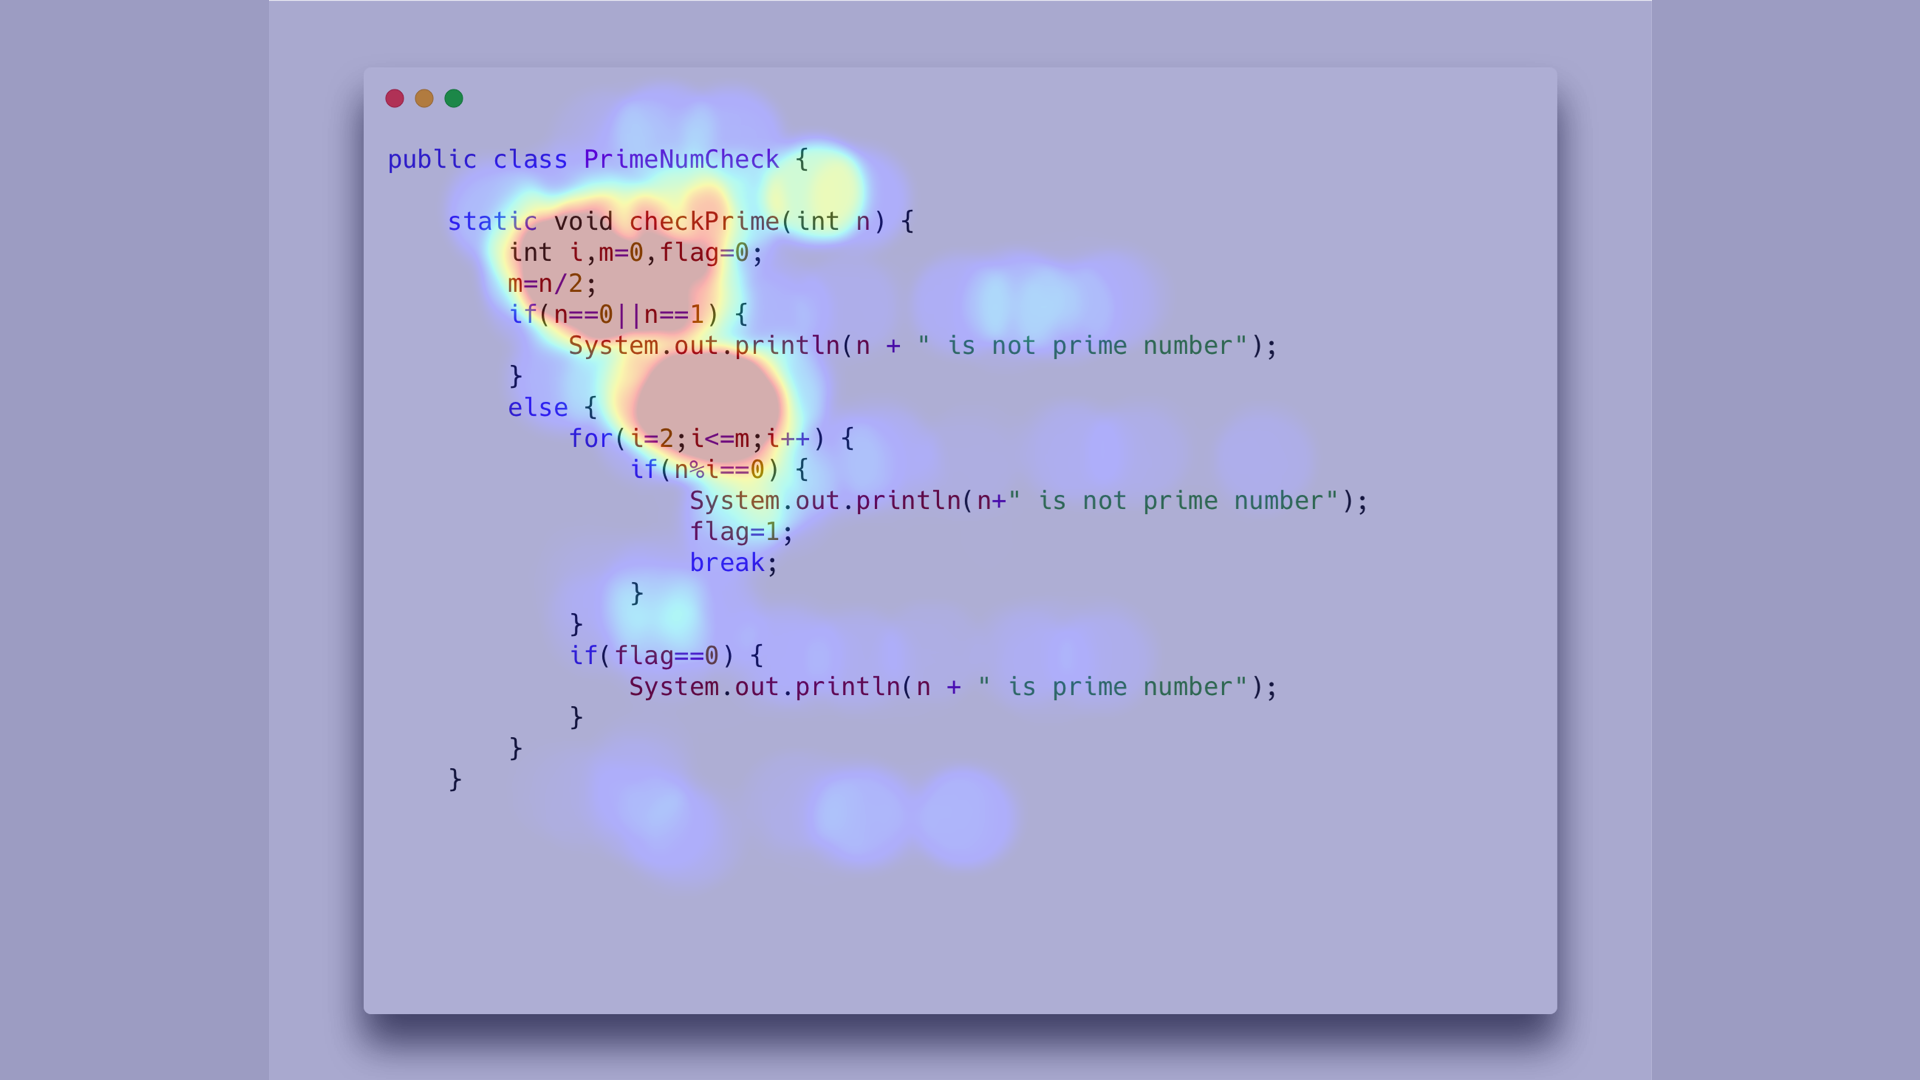 public class PrimeNumCheck {
static void checkPrime(int n) {
int i,m=0,flag=0;
m=n/2;
if(n==0||n==1) {
System.out.println(n + " is not prime number");
}
else {
for(i=2;i<=m;i++) {
if(n%i==0) {
System.out.println(n+" is not prime number");
flag=1;
break;
}
}
if(flag==0) {
System.out.println(n + " is prime number");
}
}
}